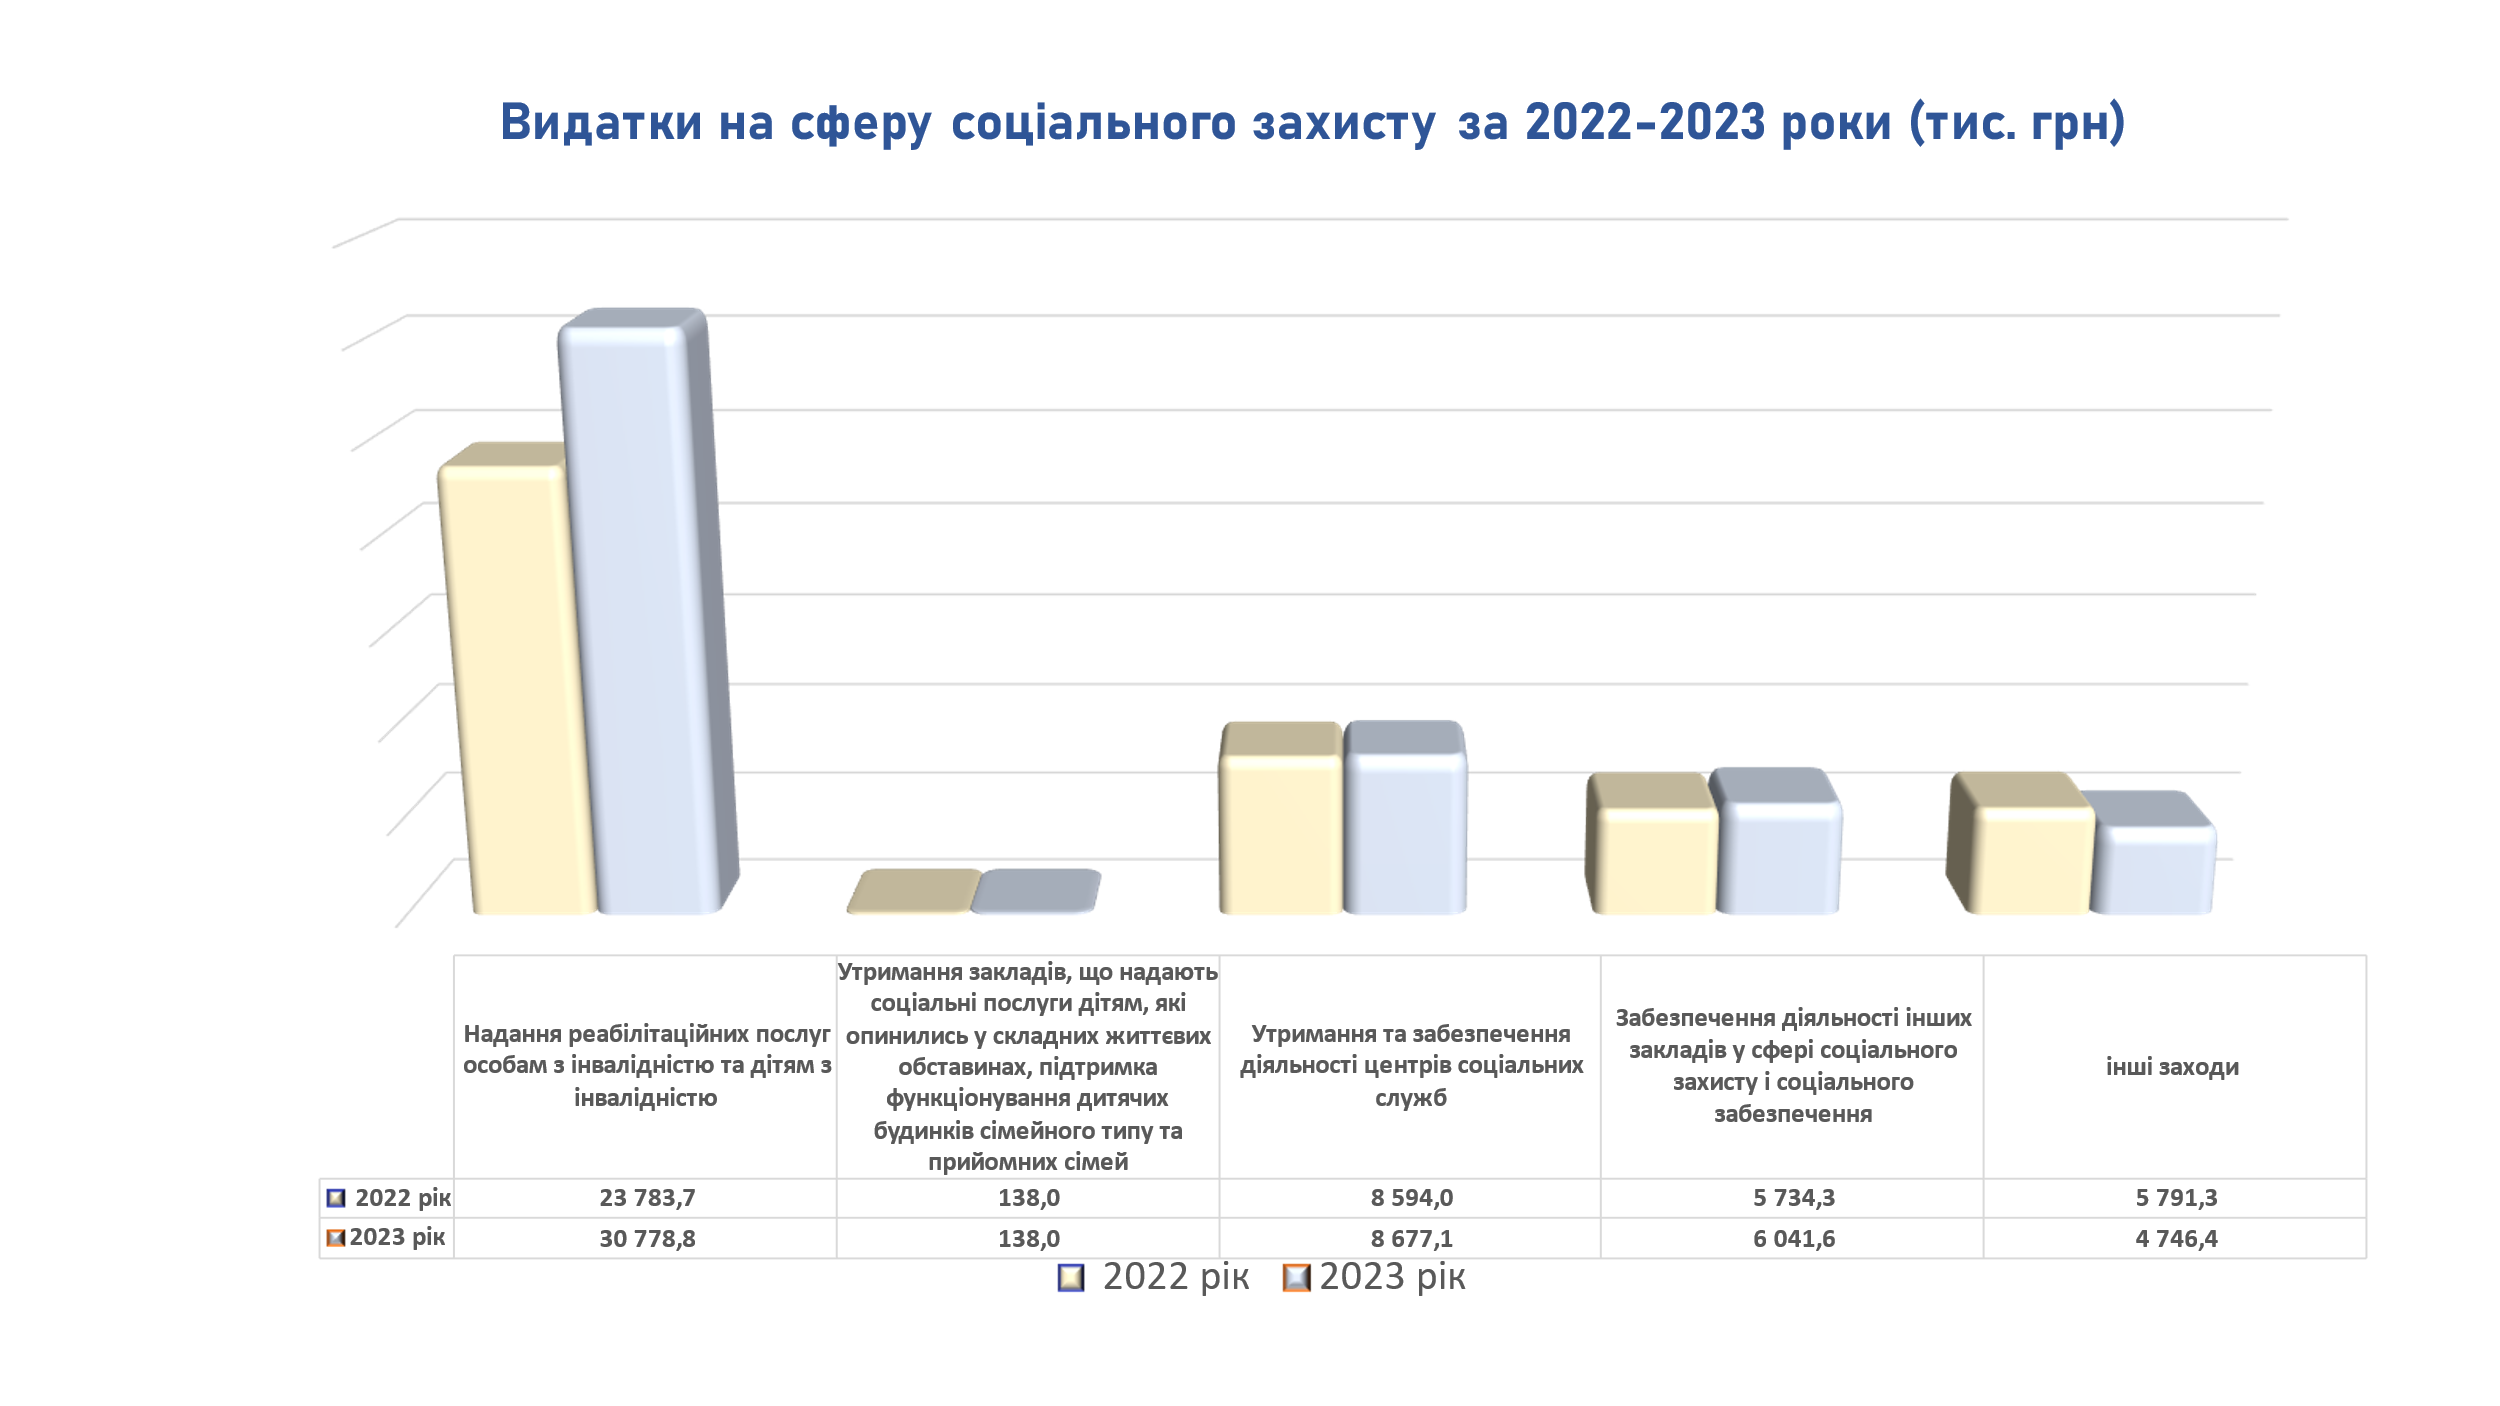 Видатки на сферу соціального захисту за 2022-2023 роки (тис. грн)
Надання реабілітаційних послуг
особам з інвалідністю та дітям з
інвалідністю
Утримання закладів, що надають
соціальні послуги дітям, які
опинились у складних життєвих
обставинах, підтримка
функціонування дитячих
будинків сімейного типу та
прийомних сімей
Утримання та забезпечення
діяльності центрів соціальних
служб
Забезпечення діяльності інших
закладів у сфері соціального
захисту і соціального
забезпечення
інші заходи
2022 рік 23 783,7 138,0 8 594,0 5 734,3 5 791,3
2023 рік 30 778,8 138,0 8 677,1 6 041,6 4 746,4
2022 рік 2023 рік